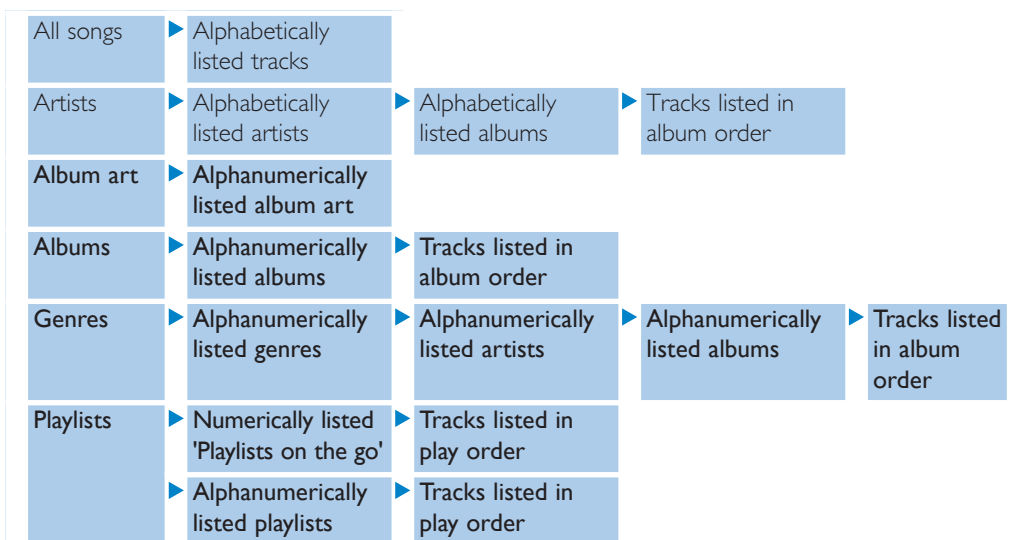 All songs
Alphabetically
listed tracks
Artists
Alphabetically
listed artists
Alphabetically
listed albums
Tracks listed in
album order
Album art
Alphanumerically
listed album art
Albums
Alphanumerically
listed albums
Tracks listed in
album order
Genres
Alphanumerically
listed genres
Alphanumerically
listed artists
Alphanumerically
listed albums
Tracks listed
in album
order
Playlists
Numerically listed
'Playlists on the go'
Tracks listed in
play order
Alphanumerically
listed playlists
Tracks listed in
play order